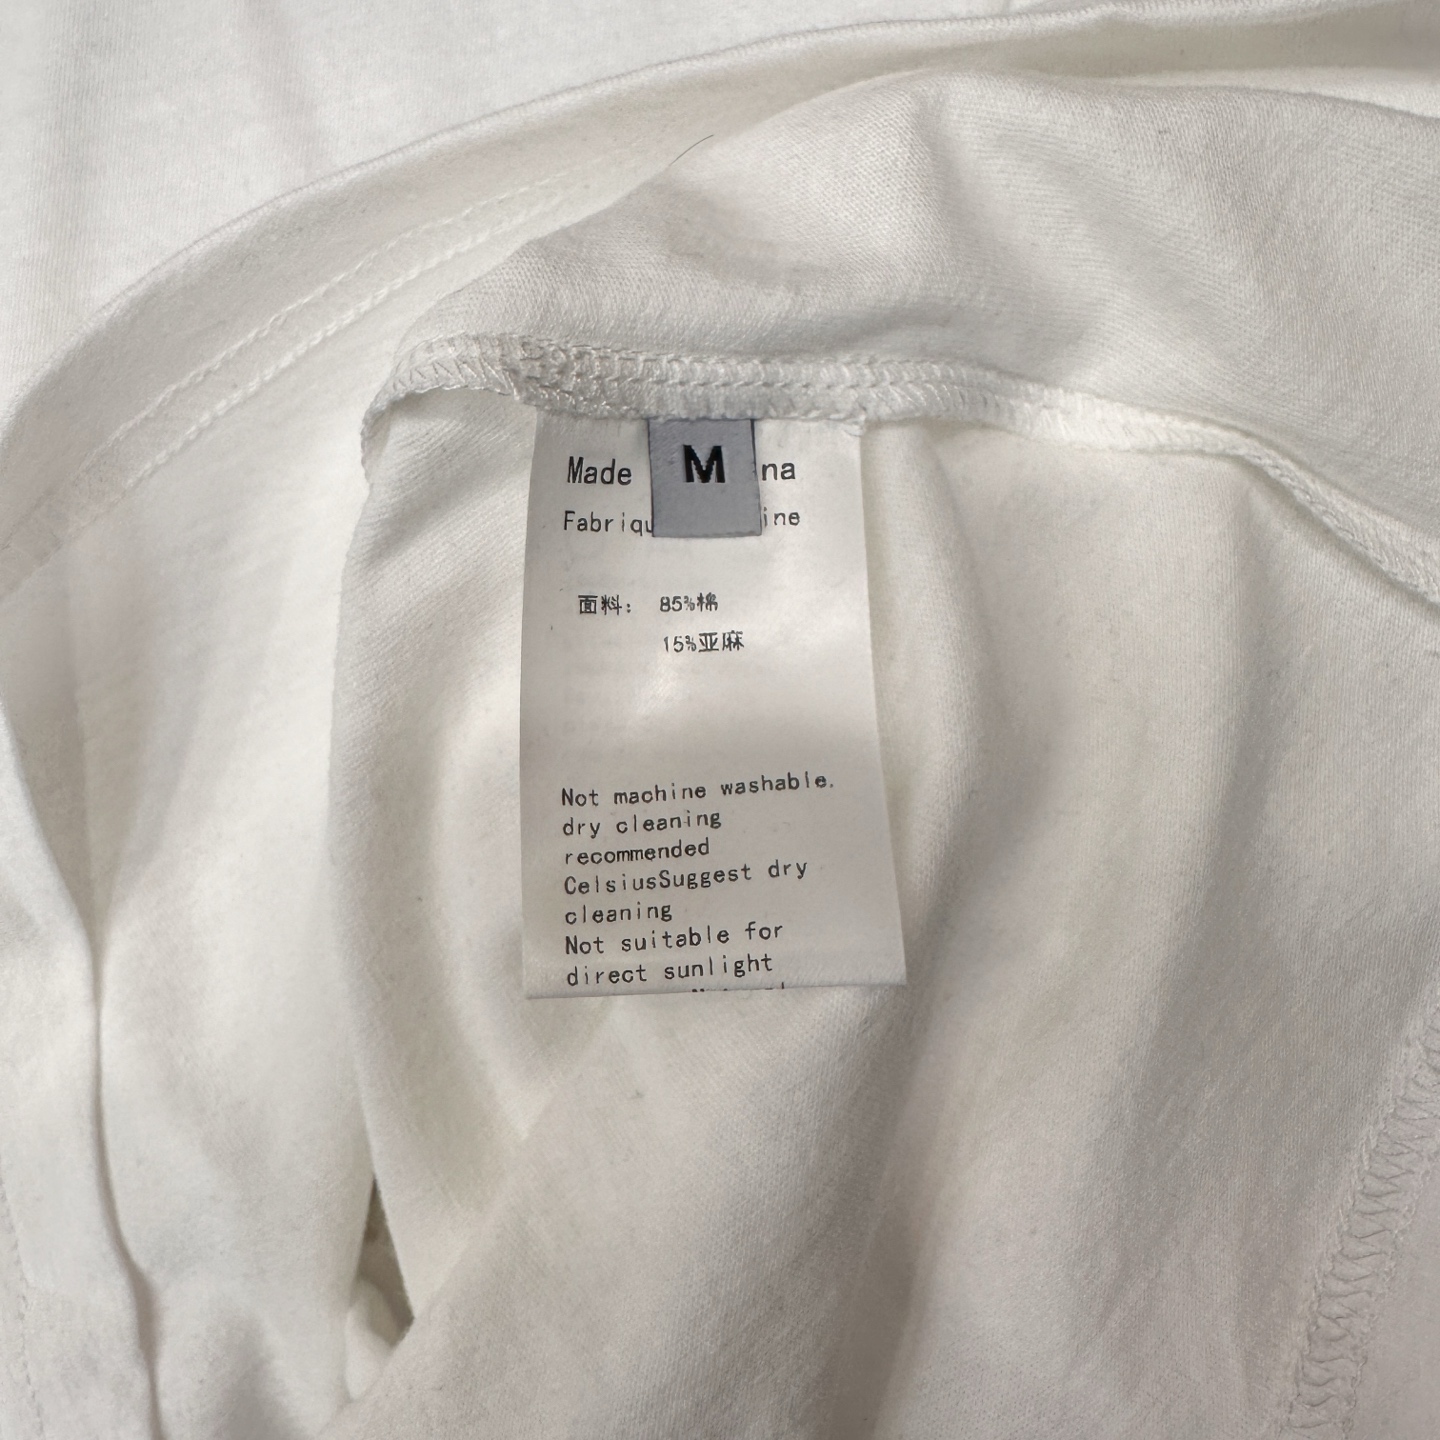 M
Made na
Fabriqu ine
面料： 85%棉
15%亚麻
Not machine washable.
dry cleaning
recommended
CelsiusSuggest dry
cleaning
Not suitable for
direct sunlight